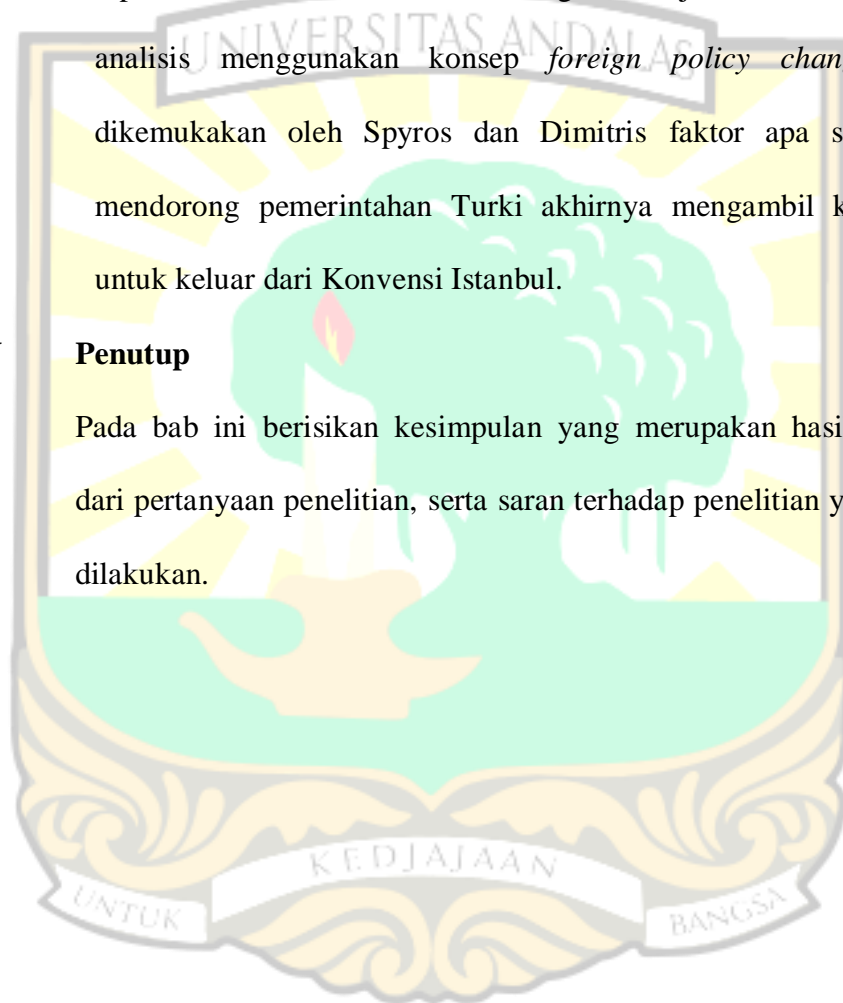 UNIVERSITAS ANDALAS
analisis menggunakan konsep foreign policy chan
dikemukakan oleh Spyros dan Dimitris faktor apa s
mendorong pemerintahan Turki akhirnya mengambil k
untuk keluar dari Konvensi Istanbul.
Penutup
Pada bab ini berisikan kesimpulan yang merupakan hasi
dari pertanyaan penelitian, serta saran terhadap penelitian y
dilakukan.
KEDJAJAAN
UNTUK
BANGSA